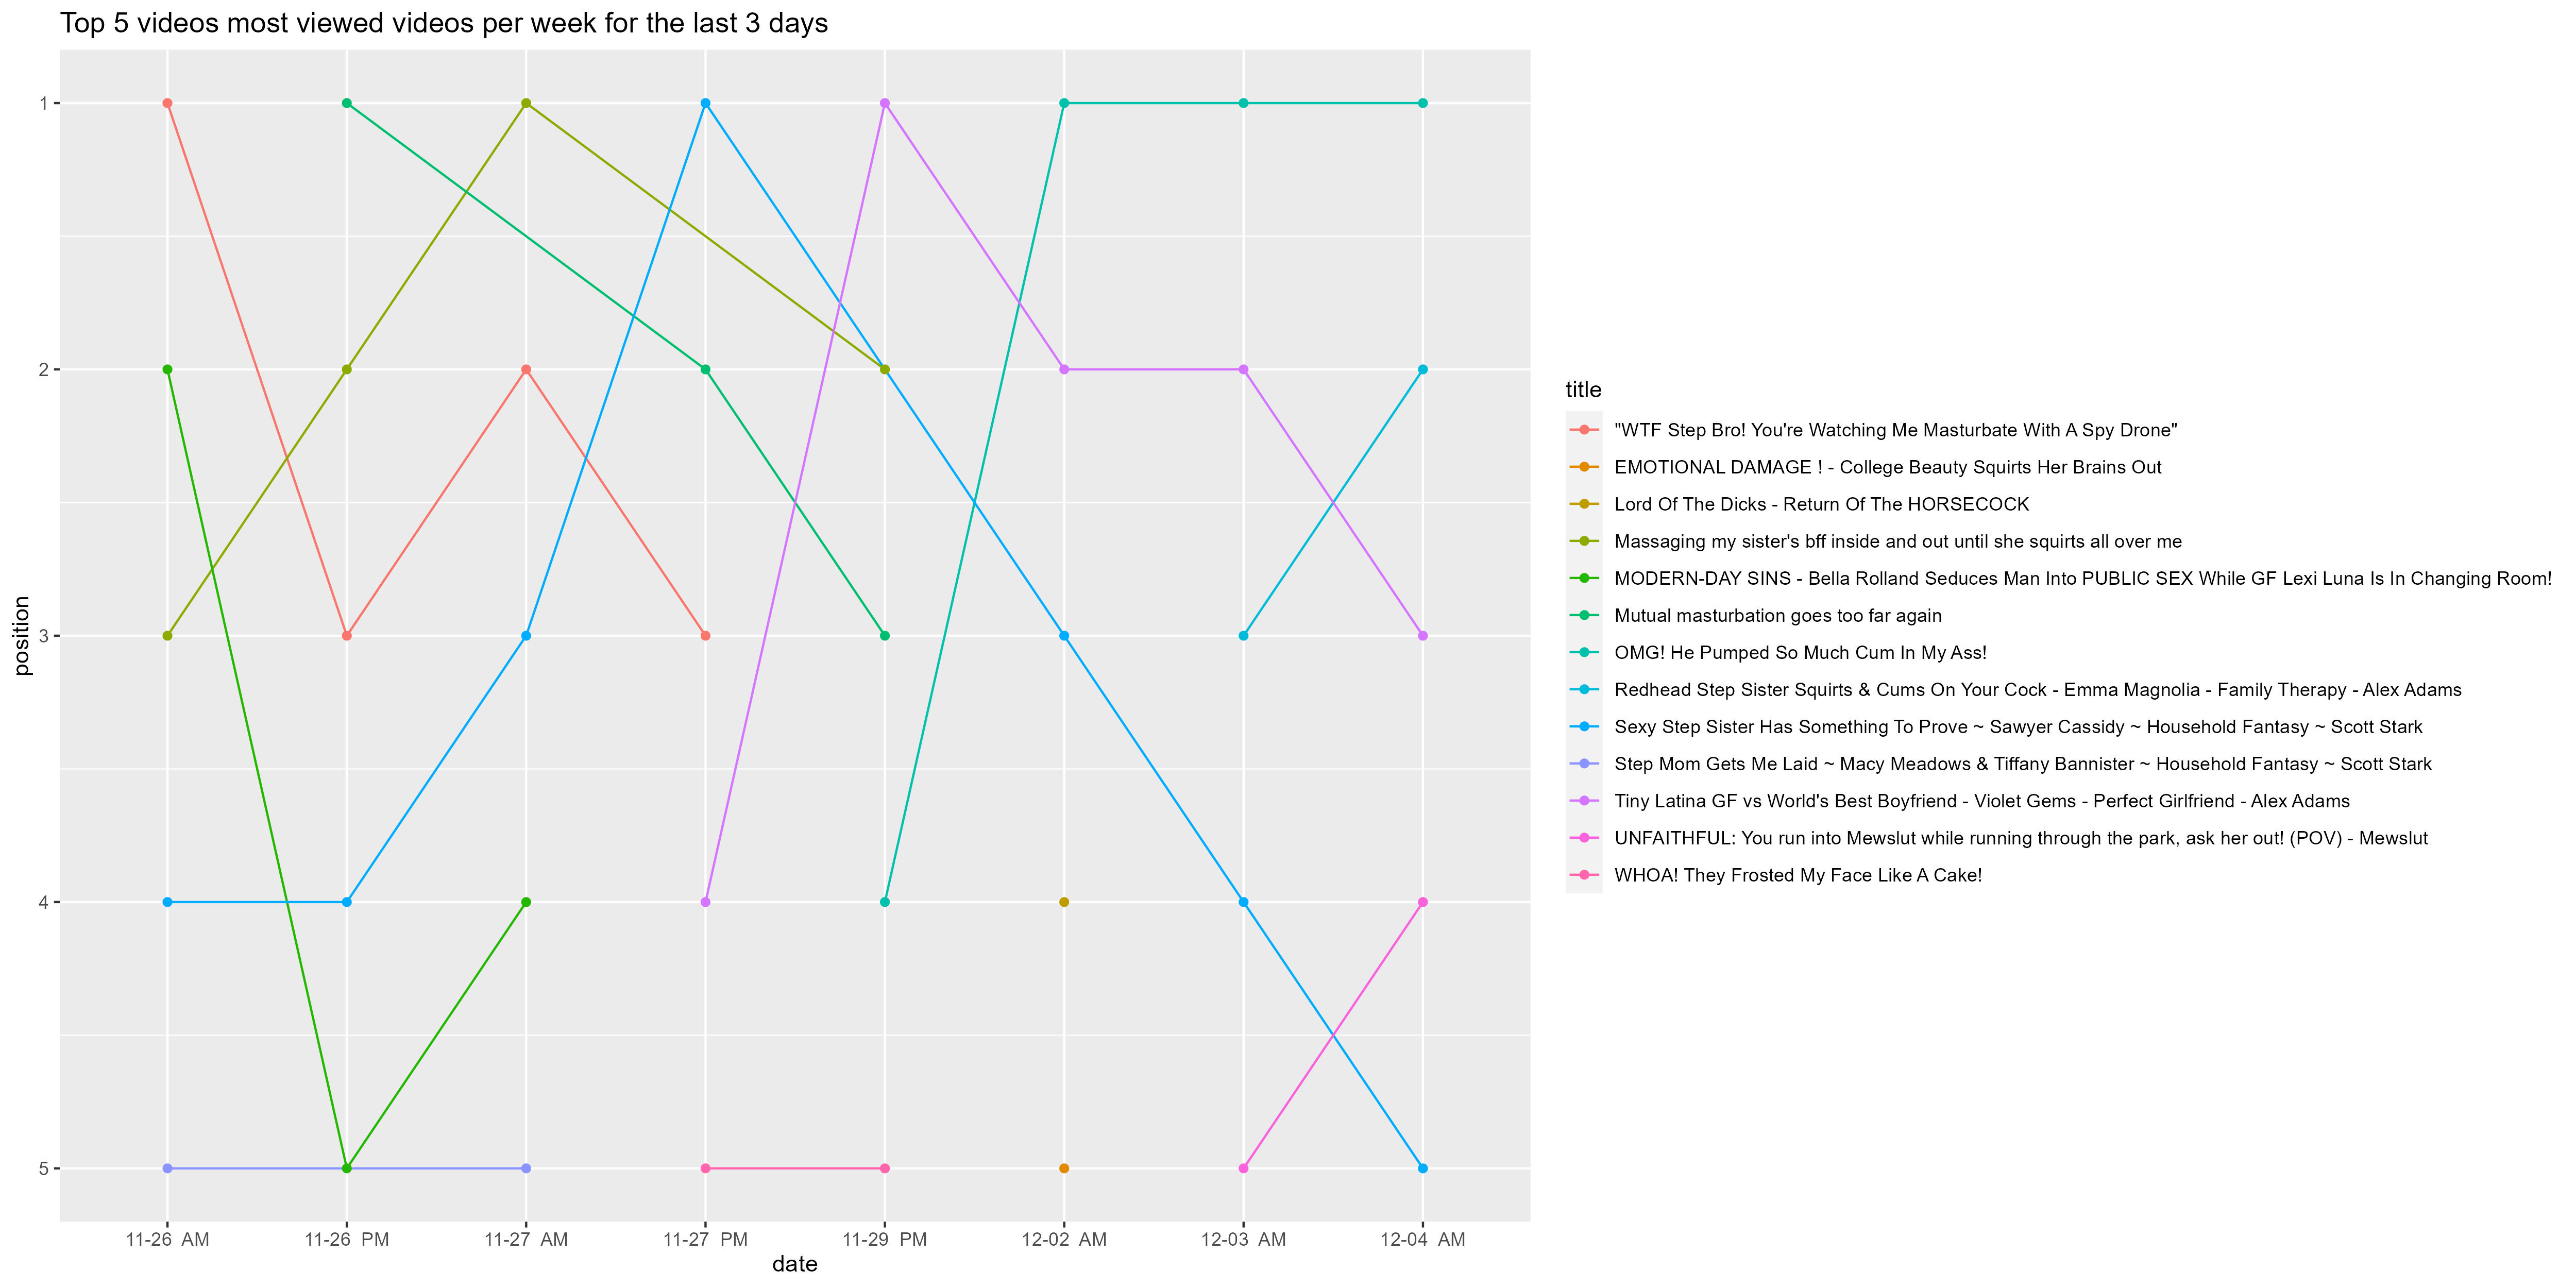 Top 5 videos most viewed videos per week for the last 3 days
position
1
2
3
4
5
11-26 AM
11-26 PM
11-27 AM
11-27 PM
11-29 PM
12-02 AM
12-03 AM
12-04 AM
date
title
"WTF Step Bro! You're Watching Me Masturbate With A Spy Drone"
EMOTIONAL DAMAGE ! - College Beauty Squirts Her Brains Out
Lord Of The Dicks - Return Of The HORSECOCK
Massaging my sister's bff inside and out until she squirts all over me
MODERN-DAY SINS - Bella Rolland Seduces Man Into PUBLIC SEX While GF Lexi Luna Is In Changing Room!
Mutual masturbation goes too far again
OMG! He Pumped So Much Cum In My Ass!
Redhead Step Sister Squirts & Cums On Your Cock - Emma Magnolia - Family Therapy - Alex Adams
Sexy Step Sister Has Something To Prove ~ Sawyer Cassidy ~ Household Fantasy ~ Scott Stark
Step Mom Gets Me Laid ~ Macy Meadows & Tiffany Bannister ~ Household Fantasy ~ Scott Stark
Tiny Latina GF vs World's Best Boyfriend - Violet Gems - Perfect Girlfriend - Alex Adams
UNFAITHFUL: You run into Mewslut while running through the park, ask her out! (POV) - Mewslut
WHOA! They Frosted My Face Like A Cake!